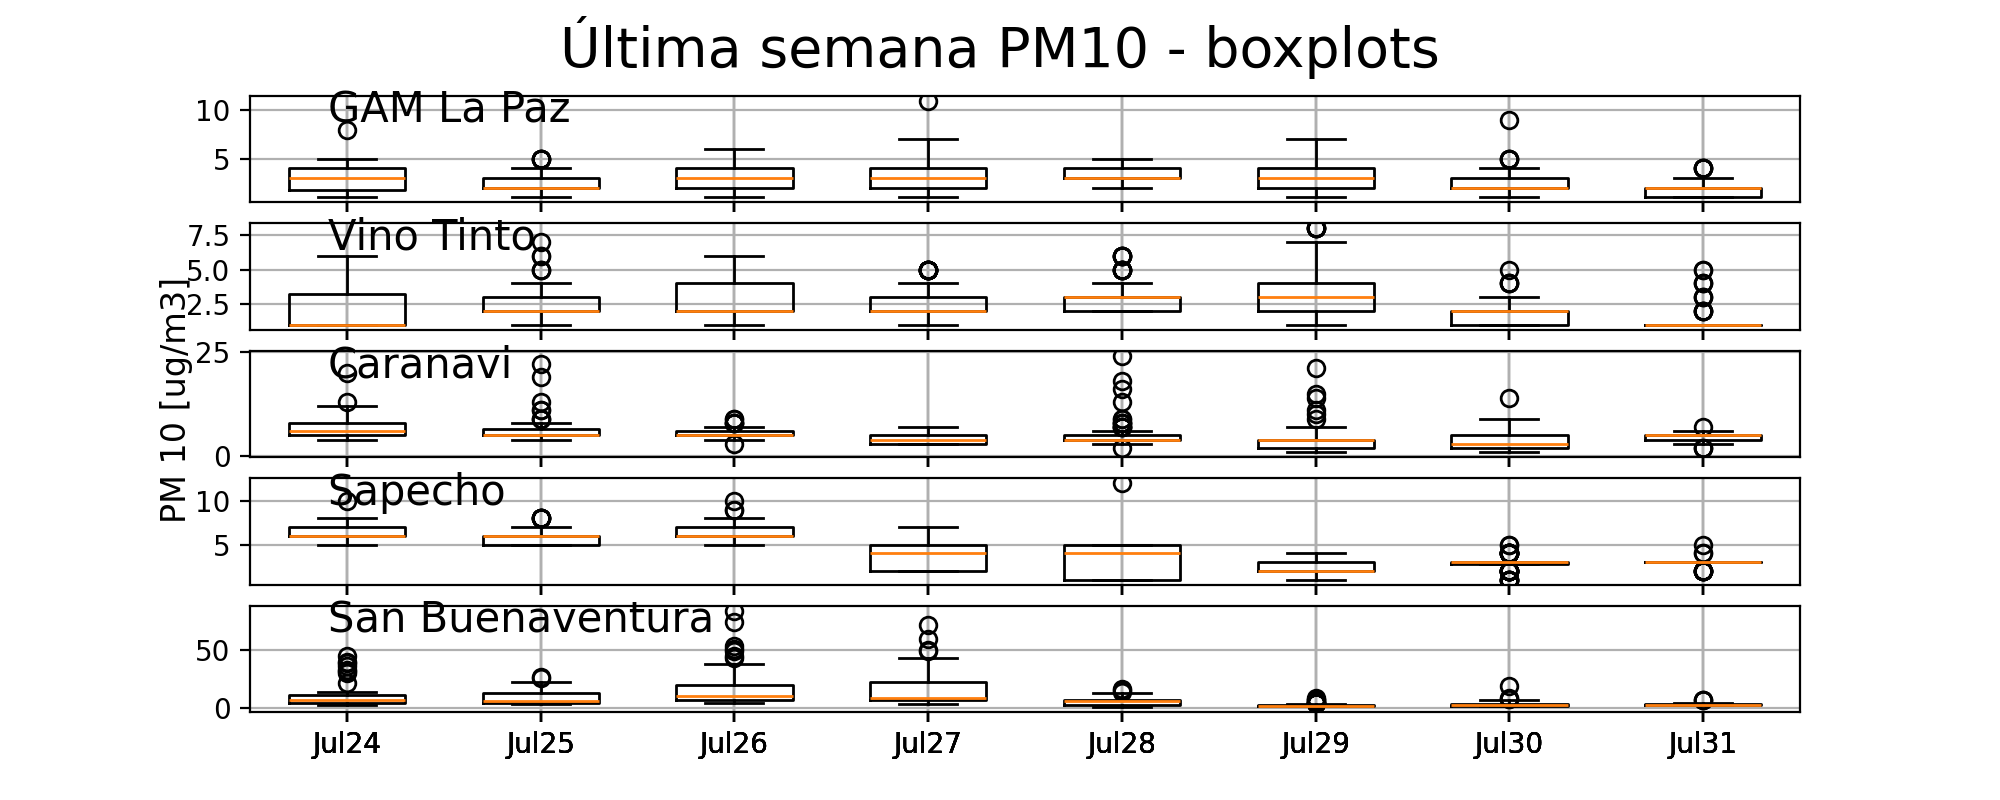 Última semana PM10 - boxplots
GAM La Paz
10
5
Vino Tinto
7.5
5.0
2.5
PM 10 [ug/m3]
Caranavi
25
0
Sapecho
10
5
San Buenaventura
50
0
Jul24 Jul25 Jul26 Jul27 Jul28 Jul29 Jul30 Jul31